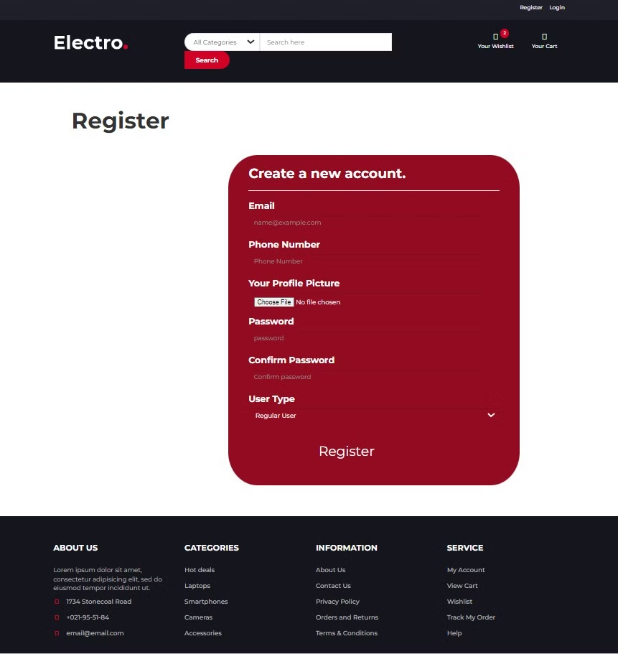 Register Login
Electro.
All Categories
Search here
Search
2
Your Wishlist
Your Cart
Register
Create a new account.
Email
name@example.com
Phone Number
Phone Number
Your Profile Picture
Choose File No file chosen
Password
password
Confirm Password
Confirm password
User Type
Regular User
Register
ABOUT US
Lorem ipsum dolor sit amet,
consectetur adipisicing elit, sed do
eiusmod tempor incididunt ut.
1734 Stonecoal Road
+021-95-51-84
email@email.com
CATEGORIES
Hot deals
Laptops
Smartphones
Cameras
Accessories
INFORMATION
About Us
Contact Us
Privacy Policy
Orders and Returns
Terms & Conditions
SERVICE
My Account
View Cart
Wishlist
Track My Order
Help